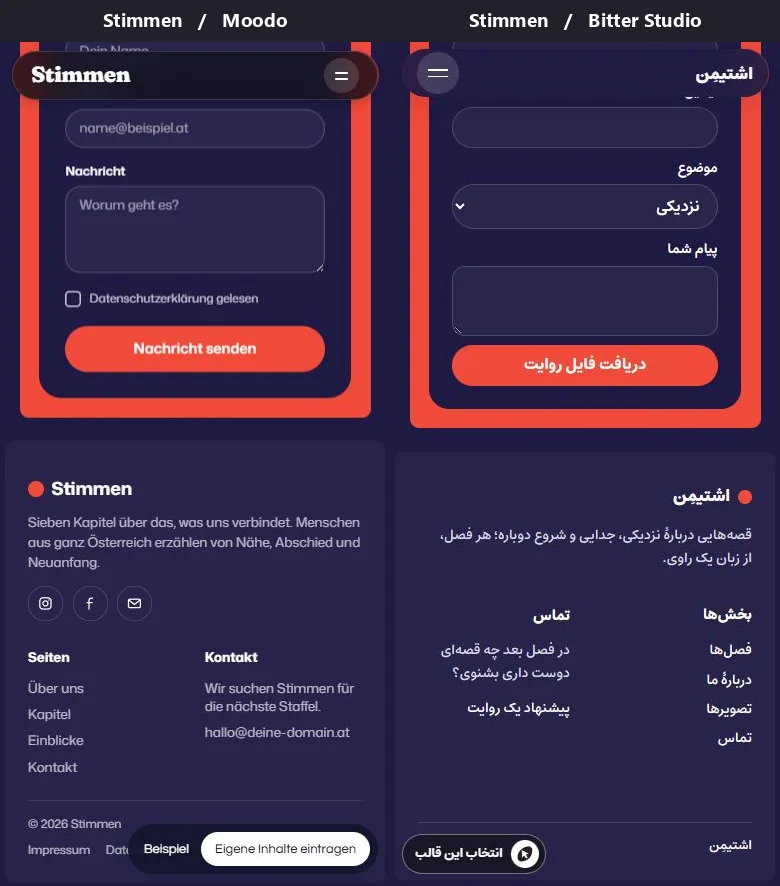 Stimmen / Moodo
Dein Name
Stimmen
name@beispiel.at
Nachricht
Worum geht es?
Datenschutzerklärung gelesen
Nachricht senden
Stimmen
Sieben Kapitel über das, was uns verbindet. Menschen
aus ganz Österreich erzählen von Nähe, Abschied und
Neuanfang.
Seiten
Über uns
Kapitel
Einblicke
Kontakt
Kontakt
Wir suchen Stimmen für
die nächste Staffel.
hallo@deine-domain.at
© 2026 Stimmen
Impressum
Beispiel
Eigene Inhalte eintragen
Stimmen / Bitter Studio
اشتیمِن
موضوع
نزدیکی
پیام شما
دریافت فایل روایت
اشتیمِن
قصه‌هایی دربارهٔ نزدیکی، جدایی و شروع دوباره؛ هر فصل،
از زبان یک راوی.
بخش‌ها
فصل‌ها
دربارهٔ ما
تصویرها
تماس
تماس
در فصل بعد چه قصه‌ای
دوست داری بشنوی؟
پیشنهاد یک روایت
اشتیمِن
انتخاب این قالب